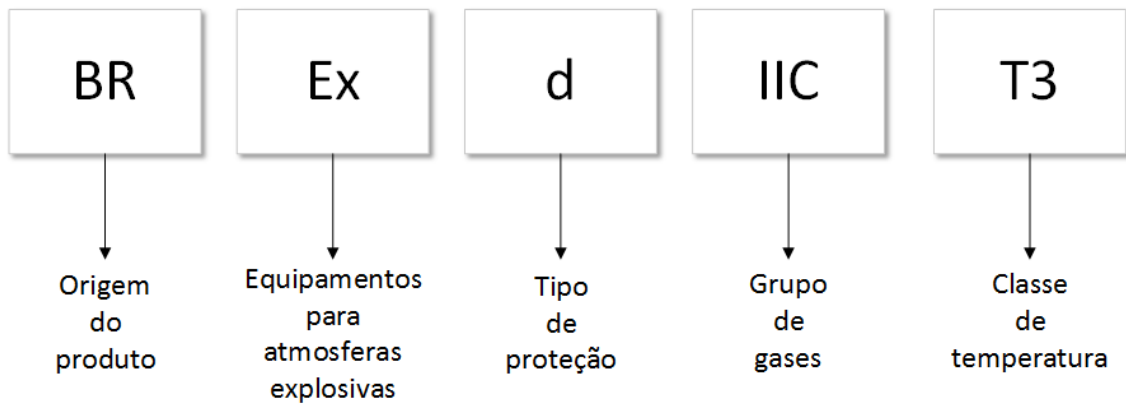 BR
Ex
d
IIC
T3
Origem
do
produto
Equipamentos
para
atmosferas
explosivas
Tipo
de
proteção
Grupo
de
gases
Classe
de
temperatura